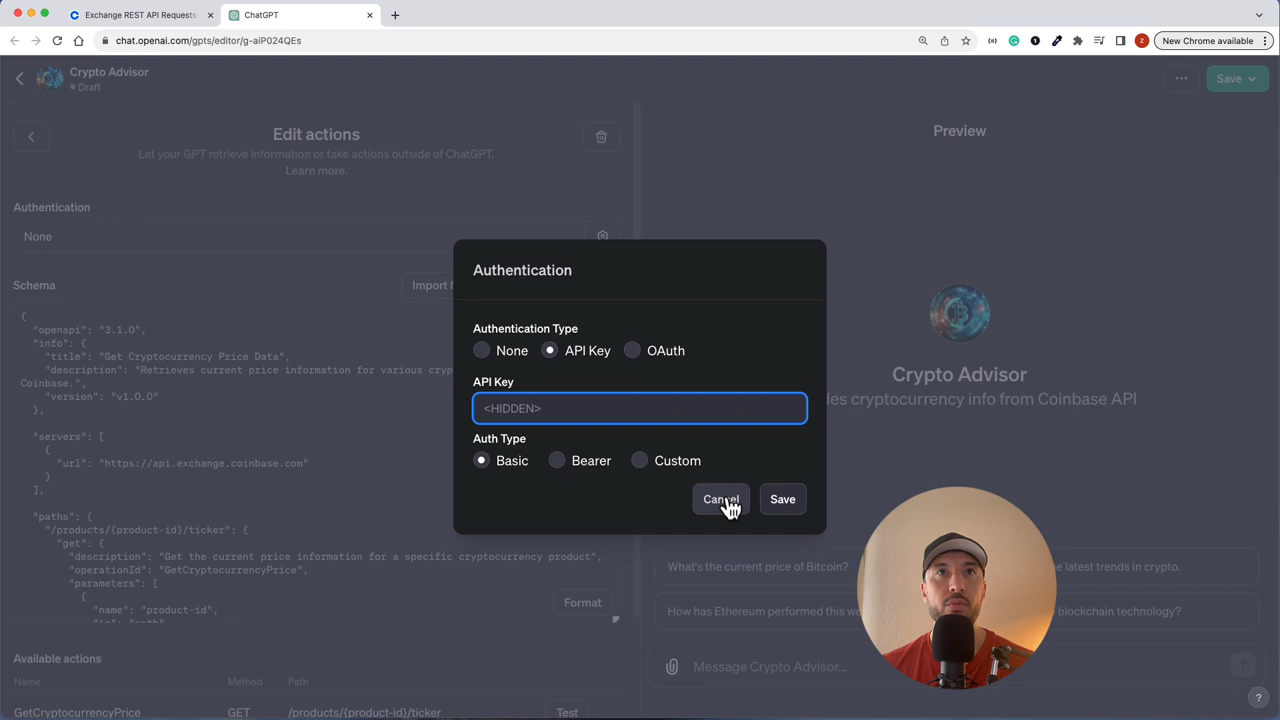 Exchange REST API Requests
ChatGPT
chat.openai.com/gpts/editor/g-aiP024QEs
New Chrome available
Crypto Advisor
Draft
Save
Edit actions
Let your GPT retrieve information or take actions outside of ChatGPT.
Learn more.
Preview
Authentication
None
Schema
Import f
{
"openapi": "3.1.0",
"info": {
"title": "Get Cryptocurrency Price Data",
"description": "Retrieves current price information for various cryp
Coinbase.",
"version": "v1.0.0"
},
"servers": [
{
"url": "https://api.exchange.coinbase.com"
}
],
"paths": {
"/products/{product-id}/ticker": {
"get": {
"description": "Get the current price information for a specific cryptocurrency product",
"operationId": "GetCryptocurrencyPrice",
"parameters": [
{
"name": "product-id",
Format
Available actions
Name Method Path
GetCryptocurrencyPrice GET /products/{product-id}/ticker Test
Authentication
Authentication Type
None API Key OAuth
API Key
<HIDDEN>
Auth Type
Basic Bearer Custom
Cancel Save
Crypto Advisor
des cryptocurrency info from Coinbase API
What's the current price of Bitcoin?
he latest trends in crypto.
How has Ethereum performed this we
blockchain technology?
Message Crypto Advisor...
?